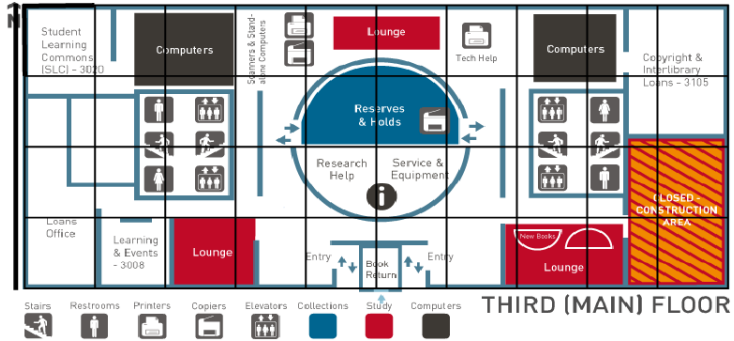 N
Student
Learning
Commons
(SLC) - 3020
Computers
Scanners & Stand-
alone Computers
Lounge
Tech Help
Computers
Copyright &
Interlibrary
Loans - 3105
Reserves
& Holds
Research
Help
Service &
Equipment
i
CLOSED -
CONSTRUCTION
AREA
Loans
Office
Learning
& Events
- 3008
Lounge
Entry
Book
Return
Entry
New Books
Lounge
Stairs
Restrooms
Printers
Copiers
Elevators
Collections
Study
Computers
THIRD (MAIN) FLOOR